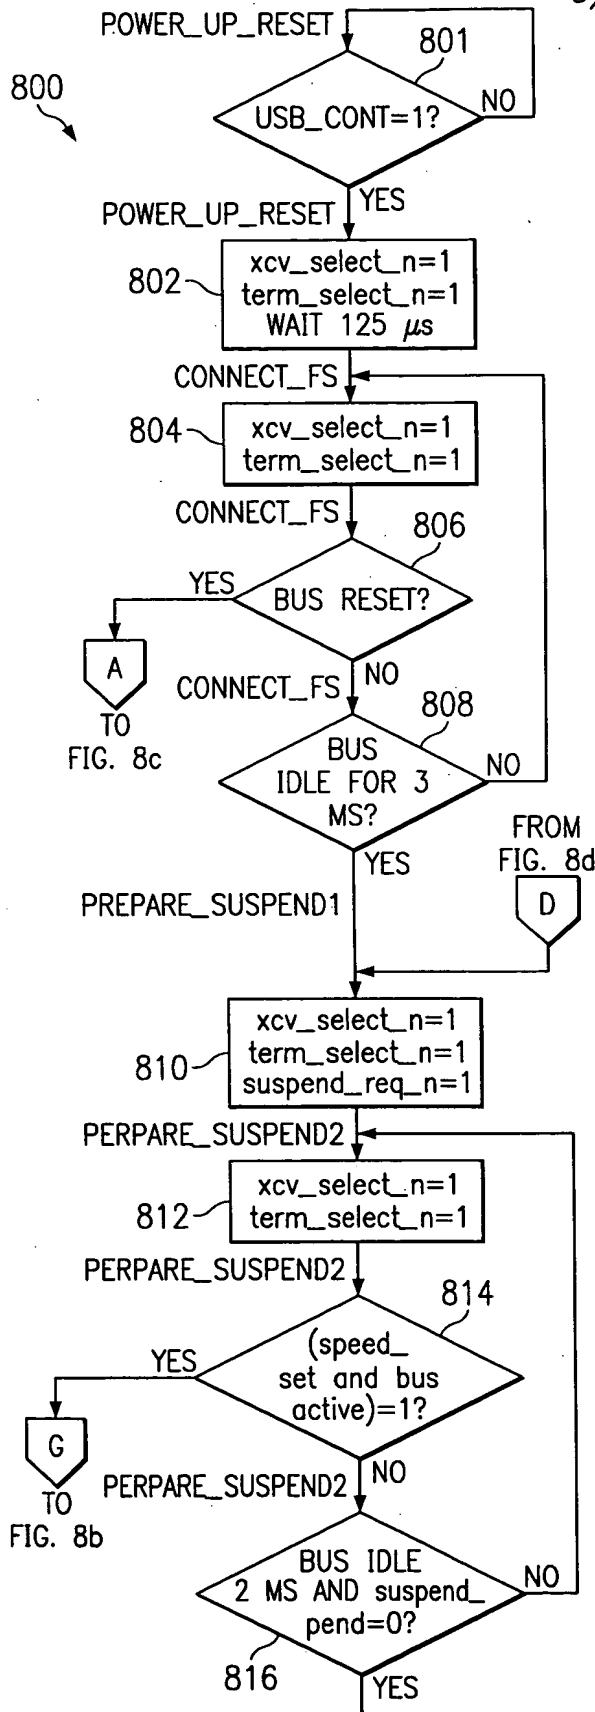 POWER_UP_RESET
801
800
USB_CONT=1?
NO
YES
POWER_UP_RESET
802
xcv_select_n=1
term_select_n=1
WAIT 125 μs
CONNECT_FS
804
xcv_select_n=1
term_select_n=1
CONNECT_FS
806
YES
BUS RESET?
A
TO
FIG. 8c
NO
CONNECT_FS
808
BUS
IDLE FOR 3
MS?
NO
YES
FROM
FIG. 8d
D
PREPARE_SUSPEND1
810
xcv_select_n=1
term_select_n=1
suspend_req_n=1
PERPARE_SUSPEND2
812
xcv_select_n=1
term_select_n=1
PERPARE_SUSPEND2
814
YES
(speed_
set and bus
active)=1?
G
TO
FIG. 8b
NO
PERPARE_SUSPEND2
BUS IDLE
2 MS AND suspend_
pend=0?
NO
816
YES